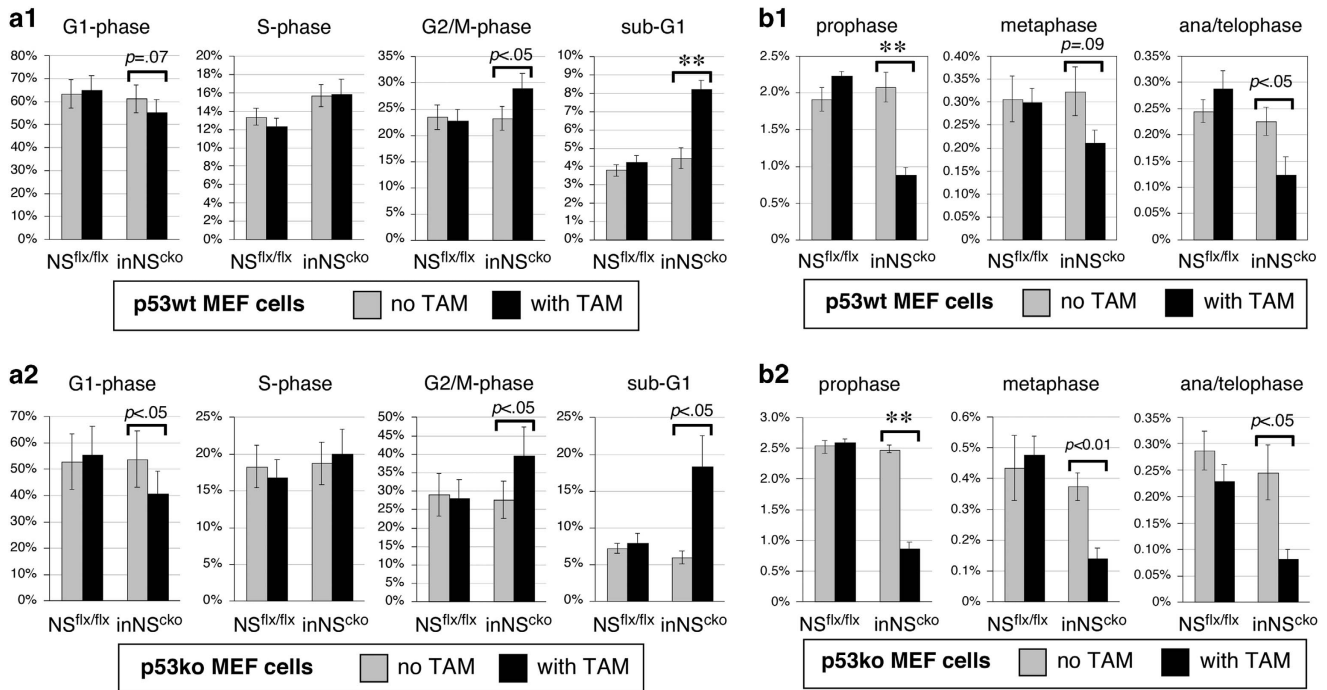 a1
G1-phase
p=.07
80%
70%
60%
50%
40%
30%
20%
10%
0%
NSflx/flx inNScko
S-phase
20%
18%
16%
14%
12%
10%
8%
6%
4%
2%
0%
NSflx/flx inNScko
G2/M-phase
p<.05
35%
30%
25%
20%
15%
10%
25%
0%
NSflx/flx inNScko
sub-G1
**
10%
9%
8%
7%
6%
5%
4%
3%
2%
1%
0%
NSflx/flx inNScko
p53wt MEF cells no TAM with TAM
b1
prophase
**
2.5%
2.0%
1.5%
1.0%
0.5%
0%
NSflx/flx inNScko
metaphase
p=.09
0.40%
0.35%
0.30%
0.25%
0.20%
0.15%
0.10%
0.05%
0%
NSflx/flx inNScko
ana/telophase
p<.05
0.35%
0.30%
0.25%
0.20%
0.15%
0.10%
0.05%
0%
NSflx/flx inNScko
p53wt MEF cells no TAM with TAM
a2
G1-phase
p<.05
70%
60%
50%
40%
30%
20%
10%
0%
NSflx/flx inNScko
S-phase
25%
20%
15%
10%
5%
0%
NSflx/flx inNScko
G2/M-phase
p<.05
50%
45%
40%
35%
30%
25%
20%
15%
10%
25%
0%
NSflx/flx inNScko
sub-G1
p<.05
25%
20%
15%
10%
5%
0%
NSflx/flx inNScko
p53ko MEF cells no TAM with TAM
b2
prophase
**
3.0%
2.5%
2.0%
1.5%
1.0%
0.5%
0%
NSflx/flx inNScko
metaphase
p<0.01
0.6%
0.5%
0.4%
0.3%
0.2%
0.1%
0%
NSflx/flx inNScko
ana/telophase
p<.05
0.35%
0.30%
0.25%
0.20%
0.15%
0.10%
0.05%
0%
NSflx/flx inNScko
p53ko MEF cells no TAM with TAM